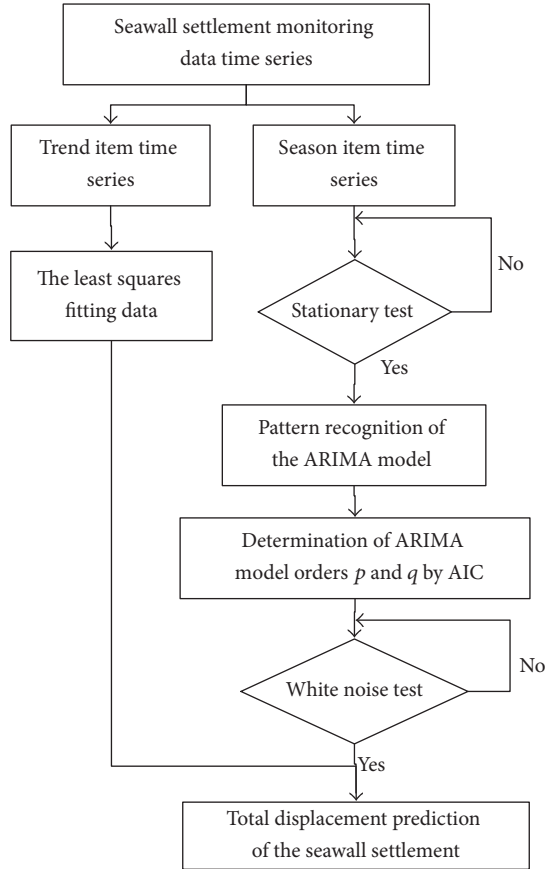 Seawall settlement monitoring
data time series
Trend item time
series
Season item time
series
The least squares
fitting data
No
Stationary test
Yes
Pattern recognition of
the ARIMA model
Determination of ARIMA
model orders p and q by AIC
No
White noise test
Yes
Total displacement prediction
of the seawall settlement